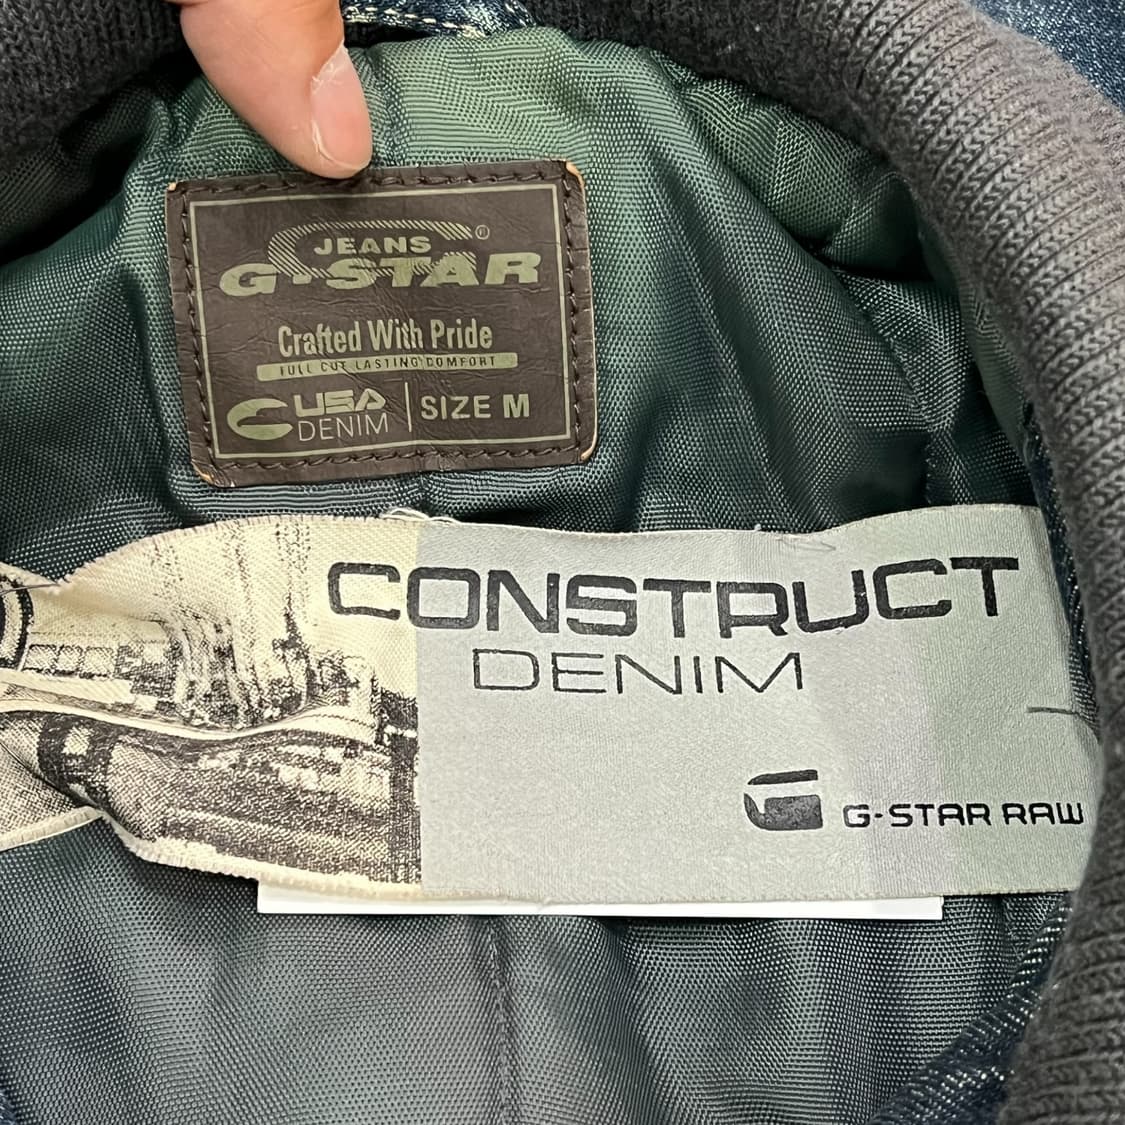 JEANS ®
G-STAR
Crafted With Pride
FULL CUT LASTING COMFORT
USA
DENIM
SIZE M
CONSTRUCT
DENIM
G-STAR RAW